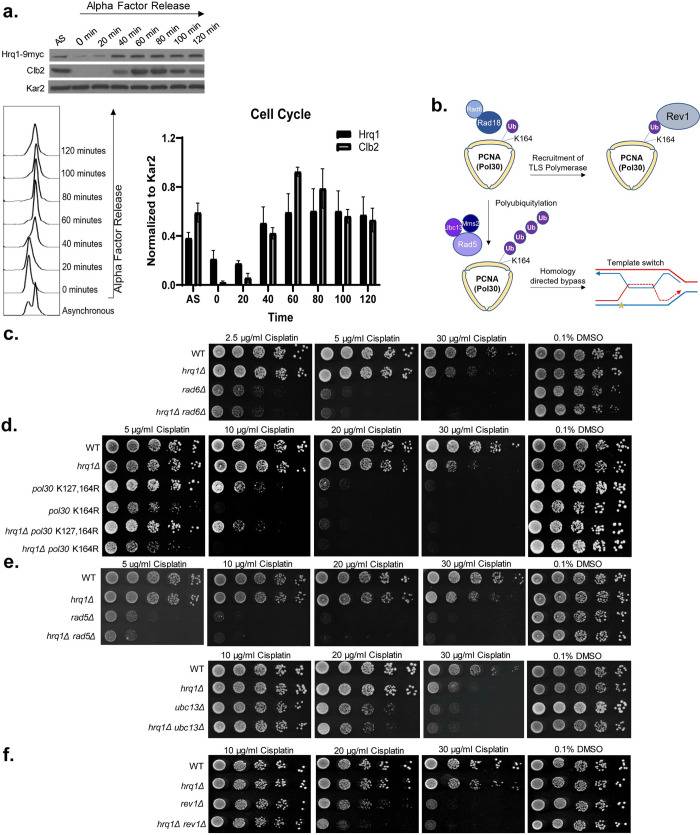 a.
Alpha Factor Release
AS 0 min 20 min 40 min 60 min 80 min 100 min 120 min
Hrq1-9myc
Clb2
Kar2
120 minutes
100 minutes
80 minutes
60 minutes
40 minutes
20 minutes
0 minutes
Asynchronous
Alpha Factor Release
Cell Cycle
Hrq1
Clb2
Normalized to Kar2
1.2
0.8
0.4
0.0
AS 0 20 40 60 80 100 120
Time
b.
Rad6
Rad18
Ub
K164
PCNA
(Pol30)
Recruitment of
TLS Polymerase
Rev1
Ub
K164
PCNA
(Pol30)
Polyubiquitylation
Ubc13
Mms2
Rad5
Ub
Ub
Ub
Ub
K164
PCNA
(Pol30)
Homology
directed bypass
Template switch
c.
2.5 µg/ml Cisplatin 5 µg/ml Cisplatin 30 µg/ml Cisplatin 0.1% DMSO
WT
hrq1Δ
rad6Δ
hrq1Δ rad6Δ
d.
5 µg/ml Cisplatin 10 µg/ml Cisplatin 20 µg/ml Cisplatin 30 µg/ml Cisplatin 0.1% DMSO
WT
hrq1Δ
pol30 K127,164R
pol30 K164R
hrq1Δ pol30 K127,164R
hrq1Δ pol30 K164R
e.
5 ug/ml Cisplatin 10 µg/ml Cisplatin 20 µg/ml Cisplatin 30 µg/ml Cisplatin 0.1% DMSO
WT
hrq1Δ
rad5Δ
hrq1Δ rad5Δ
10 µg/ml Cisplatin 20 µg/ml Cisplatin 30 µg/ml Cisplatin 0.1% DMSO
WT
hrq1Δ
ubc13Δ
hrq1Δ ubc13Δ
f.
10 µg/ml Cisplatin 20 µg/ml Cisplatin 30 µg/ml Cisplatin 0.1% DMSO
WT
hrq1Δ
rev1Δ
hrq1Δ rev1Δ